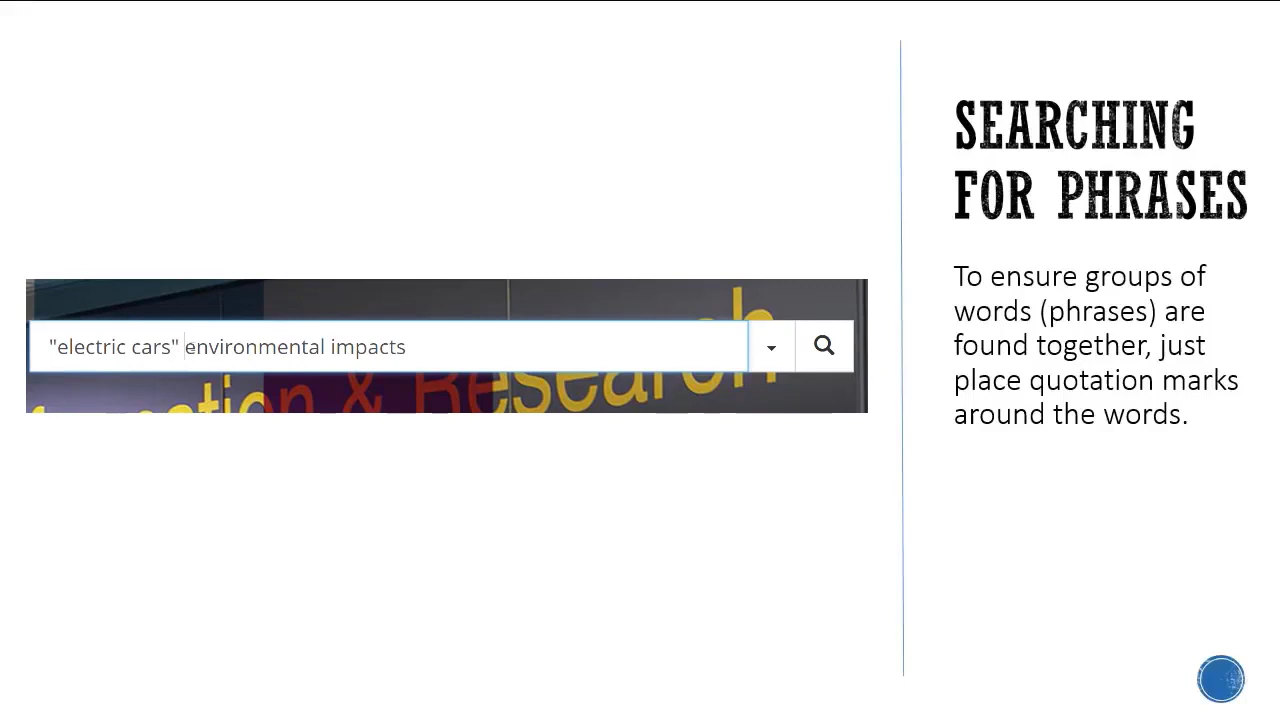 SEARCHING
FOR PHRASES
To ensure groups of
words (phrases) are
found together, just
place quotation marks
around the words.
"electric cars" environmental impacts
& Research